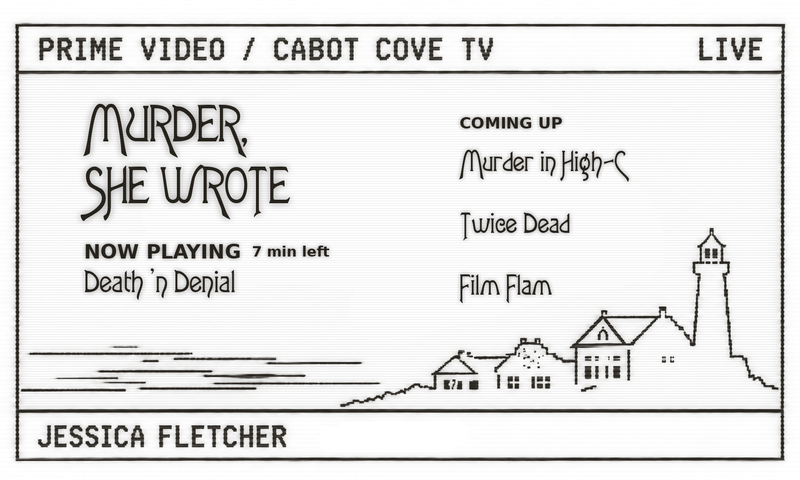 PRIME VIDEO / CABOT COVE TV
LIVE
MURDER,
SHE WROTE
NOW PLAYING 7 min left
Death 'n Denial
COMING UP
Murder in High-C
Twice Dead
Film Flam
JESSICA FLETCHER